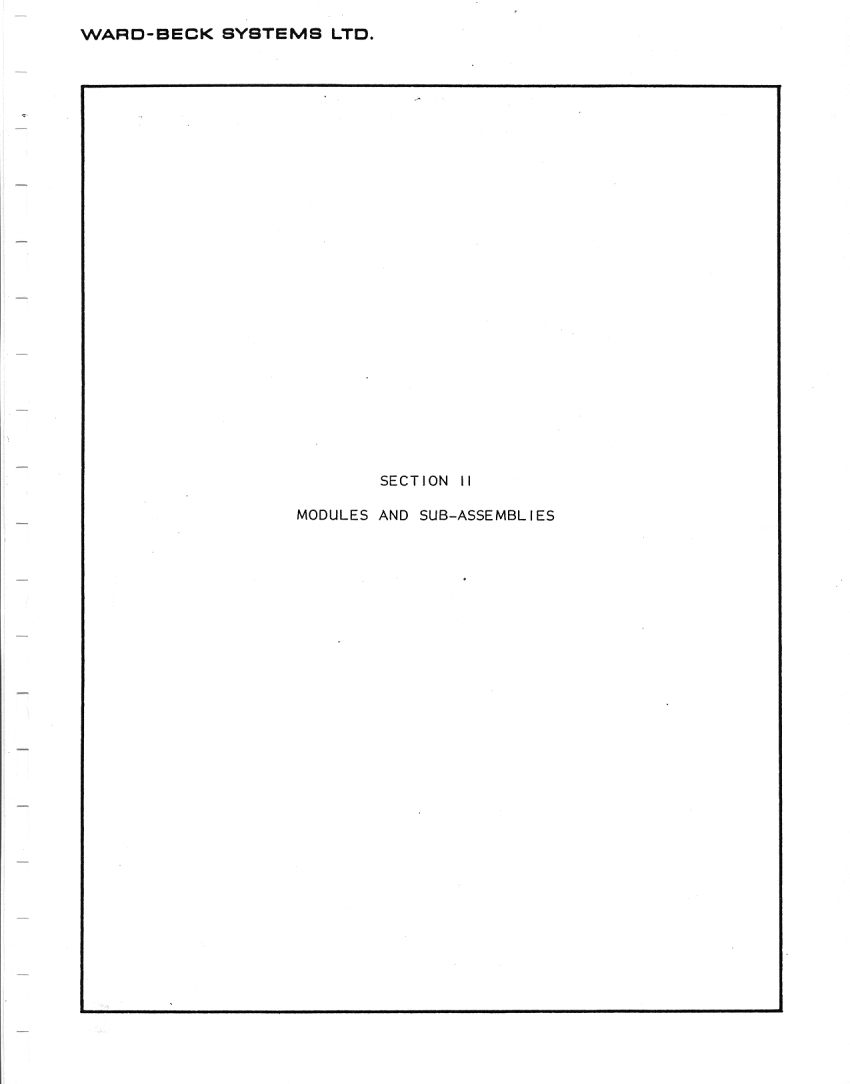 WARD-BECK SYSTEMS LTD.
SECTION II
MODULES AND SUB-ASSEMBLIES